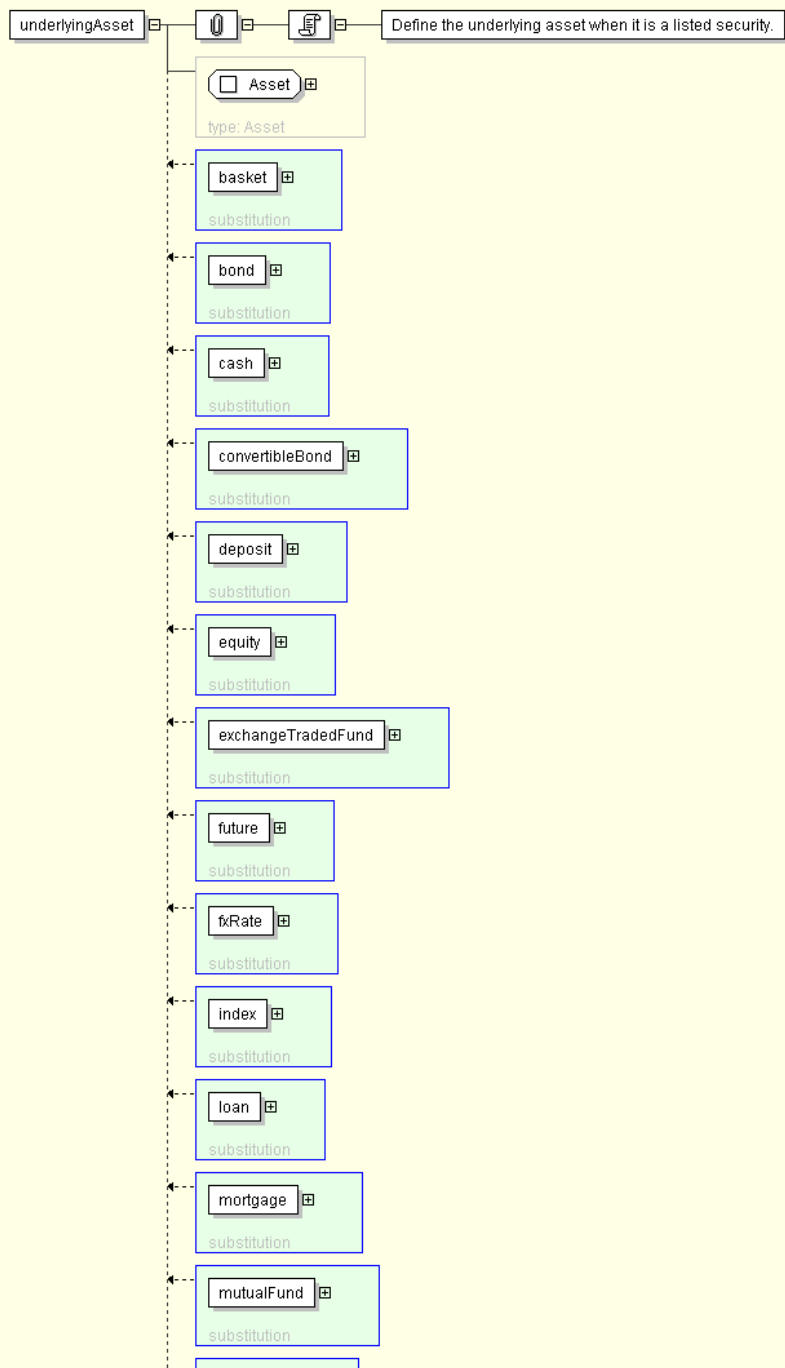 underlyingAsset
Define the underlying asset when it is a listed security.
Asset
type: Asset
basket
substitution
bond
substitution
cash
substitution
convertibleBond
substitution
deposit
substitution
equity
substitution
exchangeTradedFund
substitution
future
substitution
fxRate
substitution
index
substitution
loan
substitution
mortgage
substitution
mutualFund
substitution